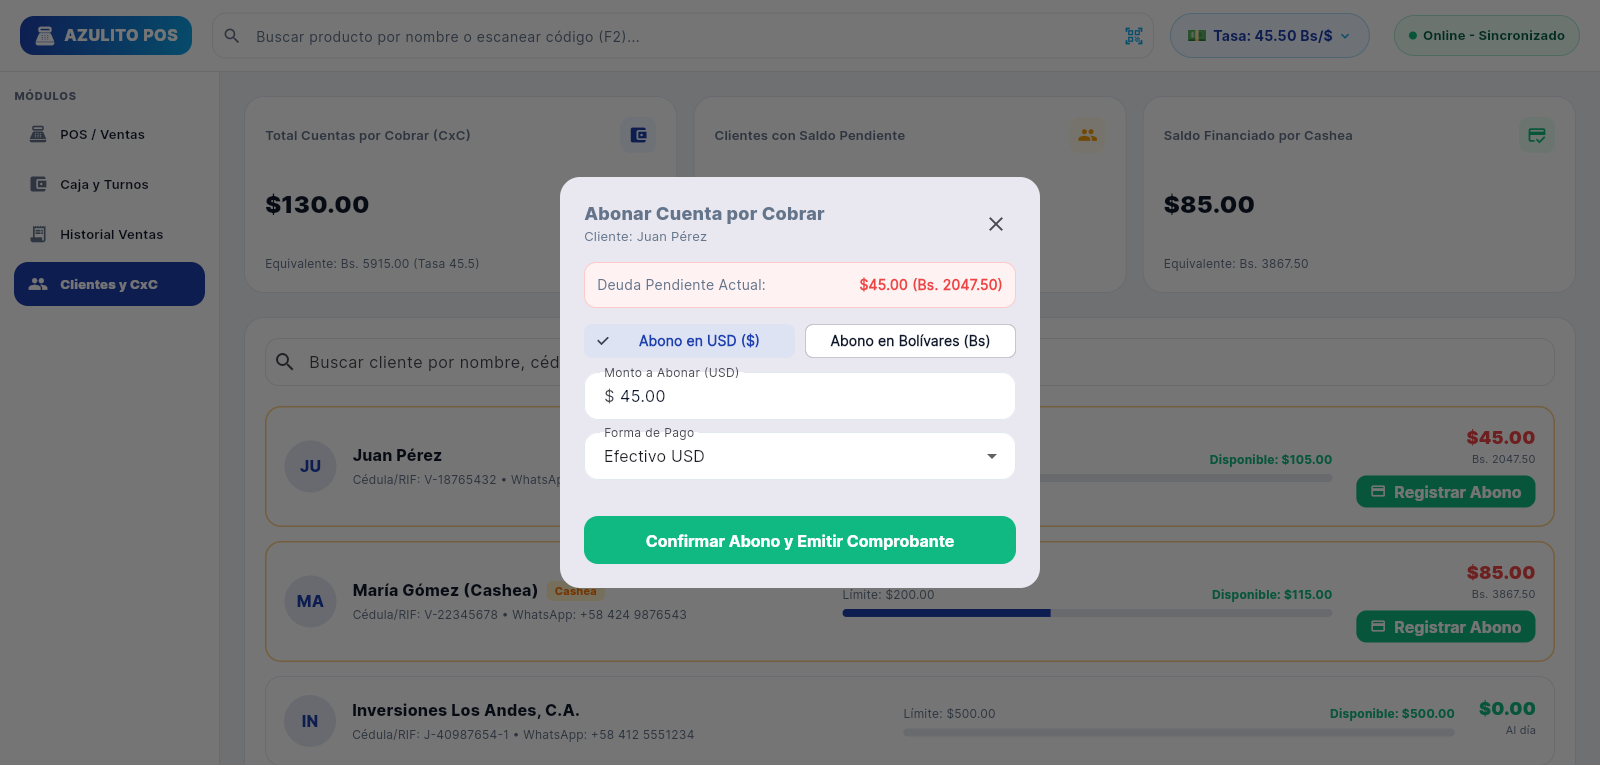 AZULITO POS
Buscar producto por nombre o escanear código (F2)...
Tasa: 45.50 Bs/$
Online - Sincronizado
MÓDULOS
POS / Ventas
Caja y Turnos
Historial Ventas
Clientes y CxC
Total Cuentas por Cobrar (CxC)
$130.00
Equivalente: Bs. 5915.00 (Tasa 45.5)
Clientes con Saldo Pendiente
Saldo Financiado por Cashea
$85.00
Equivalente: Bs. 3867.50
Abonar Cuenta por Cobrar
Cliente: Juan Pérez
Deuda Pendiente Actual:
$45.00 (Bs. 2047.50)
Abono en USD ($)
Abono en Bolívares (Bs)
Monto a Abonar (USD)
$ 45.00
Forma de Pago
Efectivo USD
Confirmar Abono y Emitir Comprobante
Buscar cliente por nombre, céd
JU
Juan Pérez
Cédula/RIF: V-18765432 • WhatsAp
Disponible: $105.00
$45.00
Bs. 2047.50
Registrar Abono
MA
María Gómez (Cashea)
Cashea
Cédula/RIF: V-22345678 • WhatsApp: +58 424 9876543
Límite: $200.00
Disponible: $115.00
$85.00
Bs. 3867.50
Registrar Abono
IN
Inversiones Los Andes, C.A.
Cédula/RIF: J-40987654-1 • WhatsApp: +58 412 5551234
Límite: $500.00
Disponible: $500.00
$0.00
Al día